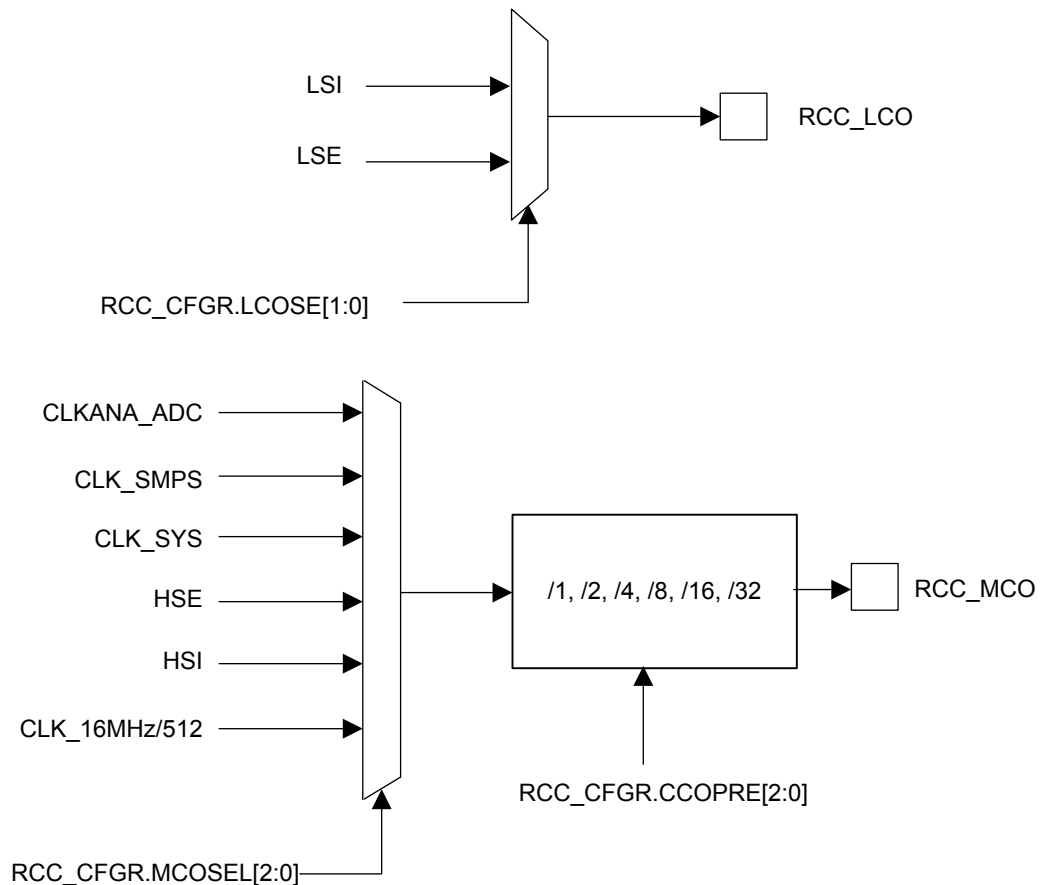 LSI
RCC_LCO
LSE
RCC_CFGR.LCOSE[1:0]
CLKANA_ADC
CLK_SMPS
CLK_SYS
HSE
/1, /2, /4, /8, /16, /32
RCC_MCO
HSI
CLK_16MHz/512
RCC_CFGR.CCOPRE[2:0]
RCC_CFGR.MCOSEL[2:0]